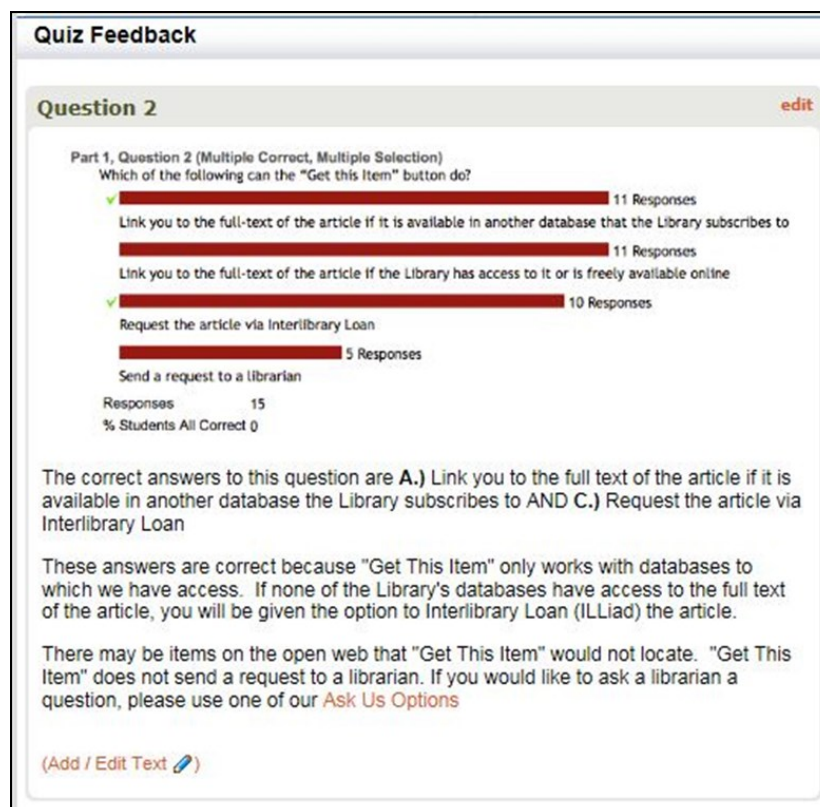 Quiz Feedback
Question 2
edit
Part 1, Question 2 (Multiple Correct, Multiple Selection)
Which of the following can the "Get this Item" button do?
11 Responses
Link you to the full-text of the article if it is available in another database that the Library subscribes to
11 Responses
Link you to the full-text of the article if the Library has access to it or is freely available online
10 Responses
Request the article via Interlibrary Loan
5 Responses
Send a request to a librarian
Responses 15
% Students All Correct 0
The correct answers to this question are A.) Link you to the full text of the article if it is
available in another database the Library subscribes to AND C.) Request the article via
Interlibrary Loan
These answers are correct because "Get This Item" only works with databases to
which we have access. If none of the Library's databases have access to the full text
of the article, you will be given the option to Interlibrary Loan (ILLiad) the article.
There may be items on the open web that "Get This Item" would not locate. "Get This
Item" does not send a request to a librarian. If you would like to ask a librarian a
question, please use one of our Ask Us Options
(Add / Edit Text )